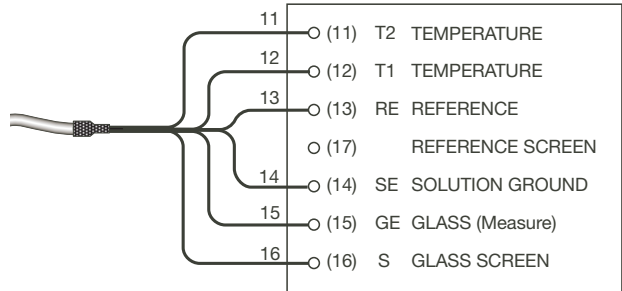 11 (11) T2 TEMPERATURE
12 (12) T1 TEMPERATURE
13 (13) RE REFERENCE
(17) REFERENCE SCREEN
14 (14) SE SOLUTION GROUND
15 (15) GE GLASS (Measure)
16 (16) S GLASS SCREEN